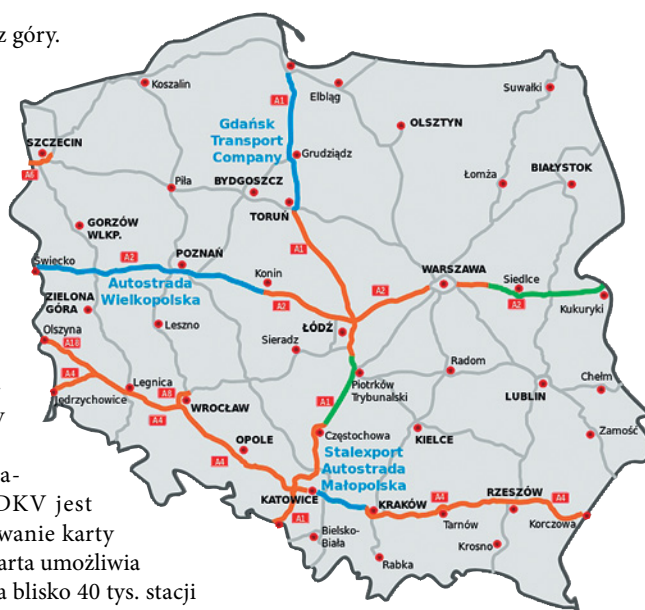 z góry.
Koszalin
A1
Elbląg
Suwałki
Gdańsk
Transport
Company
OLSZTYN
SZCZECIN
A6
Grudziądz
Piła
BYDGOSZCZ
Łomża
BIAŁYSTOK
TORUŃ
GORZÓW
WLKP.
A1
Świecko
A2
POZNAŃ
Konin
WARSZAWA
Siedlce
Autostrada
Wielkopolska
A2
A2
A2
Kukuryki
ZIELONA
GÓRA
Olszyna
Leszno
ŁÓDŹ
Sieradz
A18
A4
Radom
Piotrków
Trybunalski
Chełm
Legnica
A8
Jędrzychowice
WROCŁAW
A1
LUBLIN
A4
y
Częstochowa
KIELCE
Zamość
OPOLE
A4
Stalexport
Autostrada
Małopolska
a-
DKV jest
KATOWICE
KRAKÓW
A4
RZESZÓW
A4
wanie karty
A1
Bielsko-
Biała
Tarnów
Korczowa
arta umożliwia
Rabka
Krosno
a blisko 40 tys. stacji